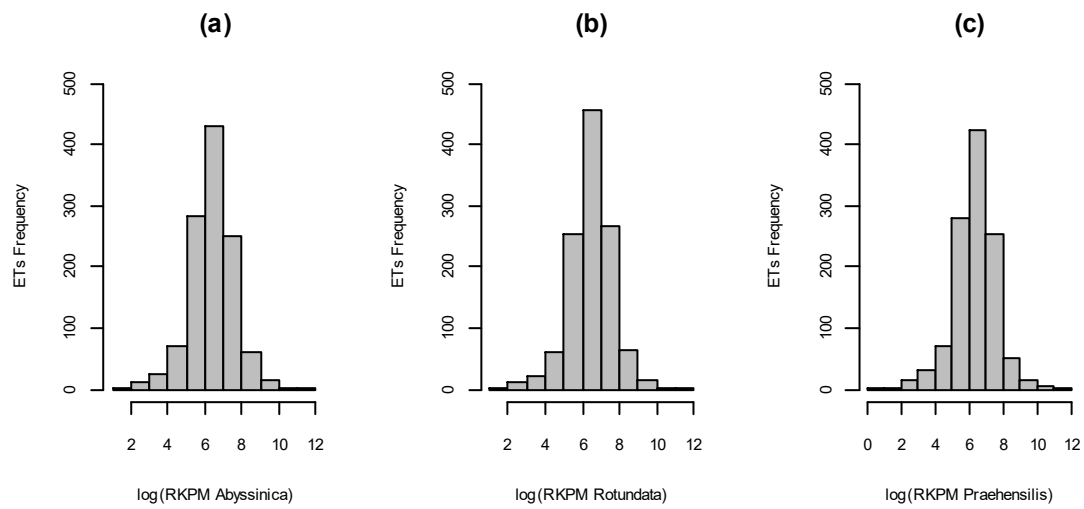 (a)
ETs Frequency
500
400
300
200
100
0
2 4 6 8 10 12
log(RKPM Abyssinica)
(b)
ETs Frequency
500
400
300
200
100
0
2 4 6 8 10 12
log(RKPM Rotundata)
(c)
ETs Frequency
500
400
300
200
100
0
0 2 4 6 8 10 12
log(RKPM Praehensilis)